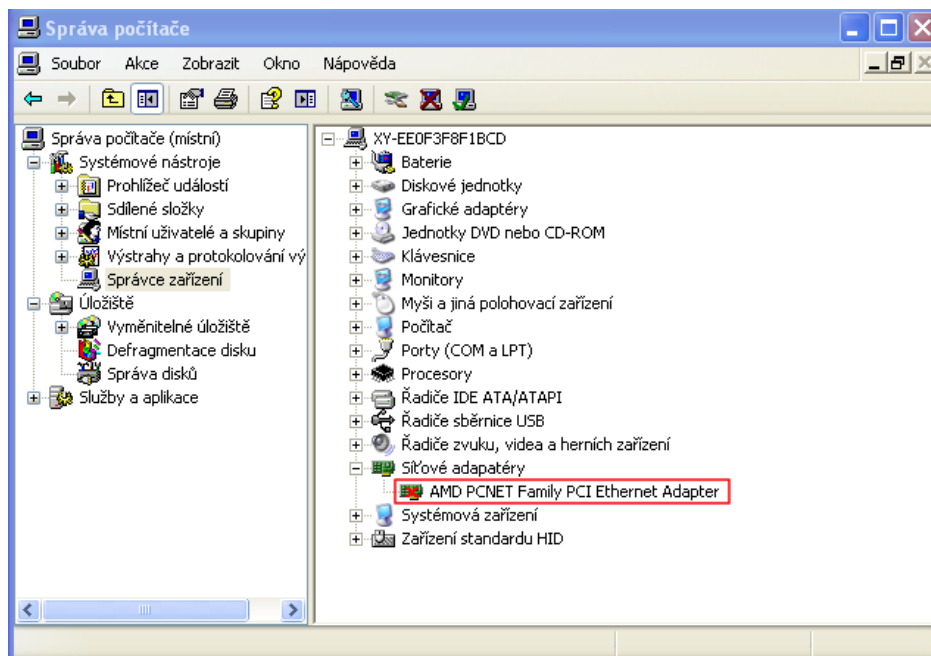 Správa počítače
Soubor Akce Zobrazit Okno Nápověda
Správa počítače (místní)
Systémové nástroje
Prohlížeč událostí
Sdílené složky
Místní uživatelé a skupiny
Výstrahy a protokolování vý
Správce zařízení
Úložiště
Vyměnitelné úložiště
Defragmentace disku
Správa disků
Služby a aplikace
XY-EE0F3F8F1BCD
Baterie
Diskové jednotky
Grafické adaptéry
Jednotky DVD nebo CD-ROM
Klávesnice
Monitory
Myši a jiná polohovací zařízení
Počítač
Porty (COM a LPT)
Procesory
Řadiče IDE ATA/ATAPI
Řadiče sběrnice USB
Řadiče zvuku, videa a herních zařízení
Síťové adapatéry
AMD PCNET Family PCI Ethernet Adapter
Systémová zařízení
Zařízení standardu HID